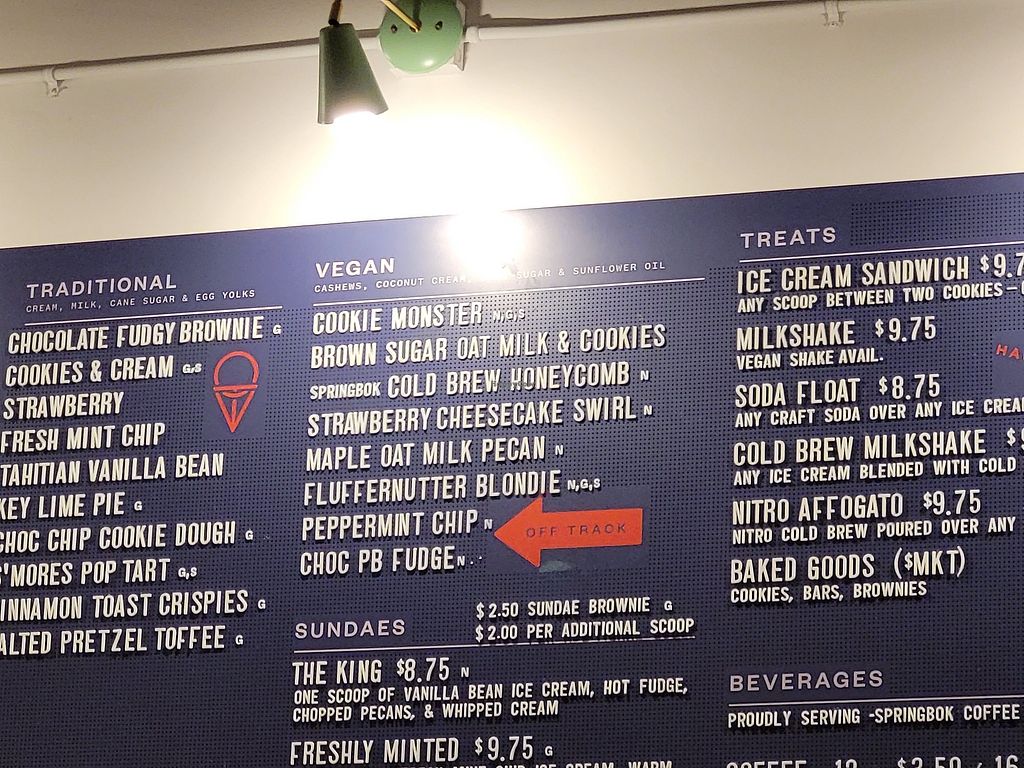 TRADITIONAL
CREAM, MILK, CANE SUGAR & EGG YOLKS
CHOCOLATE FUDGY BROWNIE G
COOKIES & CREAM G,S
STRAWBERRY
FRESH MINT CHIP
TAHITIAN VANILLA BEAN
KEY LIME PIE G
CHOC CHIP COOKIE DOUGH G
S'MORES POP TART G,S
INNAMON TOAST CRISPIES G
ALTED PRETZEL TOFFEE G
VEGAN
CASHEWS, COCONUT CREAM, SUGAR & SUNFLOWER OIL
COOKIE MONSTER N,G,S
BROWN SUGAR OAT MILK & COOKIES
SPRINGBOK COLD BREW HONEYCOMB N
STRAWBERRY CHEESECAKE SWIRL N
MAPLE OAT MILK PECAN N
FLUFFERNUTTER BLONDIE N,G,S
PEPPERMINT CHIP N
OFF TRACK
CHOC PB FUDGE N
SUNDAES
$2.50 SUNDAE BROWNIE G
$2.00 PER ADDITIONAL SCOOP
THE KING $8.75 N
ONE SCOOP OF VANILLA BEAN ICE CREAM, HOT FUDGE,
CHOPPED PECANS, & WHIPPED CREAM
FRESHLY MINTED $9.75 G
TREATS
ICE CREAM SANDWICH $9.7
ANY SCOOP BETWEEN TWO COOKIES -
MILKSHAKE $9.75
VEGAN SHAKE AVAIL.
HA
SODA FLOAT $8.75
ANY CRAFT SODA OVER ANY ICE CREA
COLD BREW MILKSHAKE $
ANY ICE CREAM BLENDED WITH COLD
NITRO AFFOGATO $9.75
NITRO COLD BREW POURED OVER ANY
BAKED GOODS ($MKT)
COOKIES, BARS, BROWNIES
BEVERAGES
PROUDLY SERVING -SPRINGBOK COFFEE